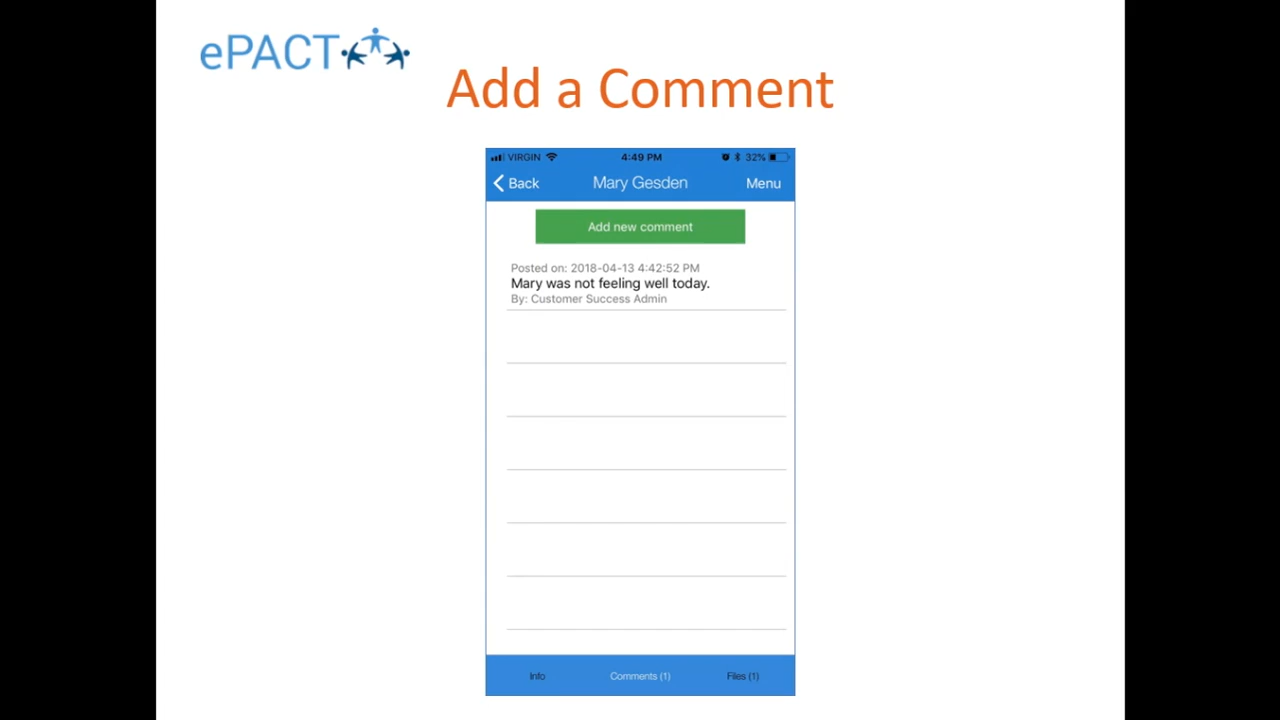 ePACT
Add a Comment
VIRGIN 4:49 PM 32%
Back Mary Gesden Menu
Add new comment
Posted on: 2018-04-13 4:42:52 PM
Mary was not feeling well today.
By: Customer Success Admin
Info Comments (1) Files (1)